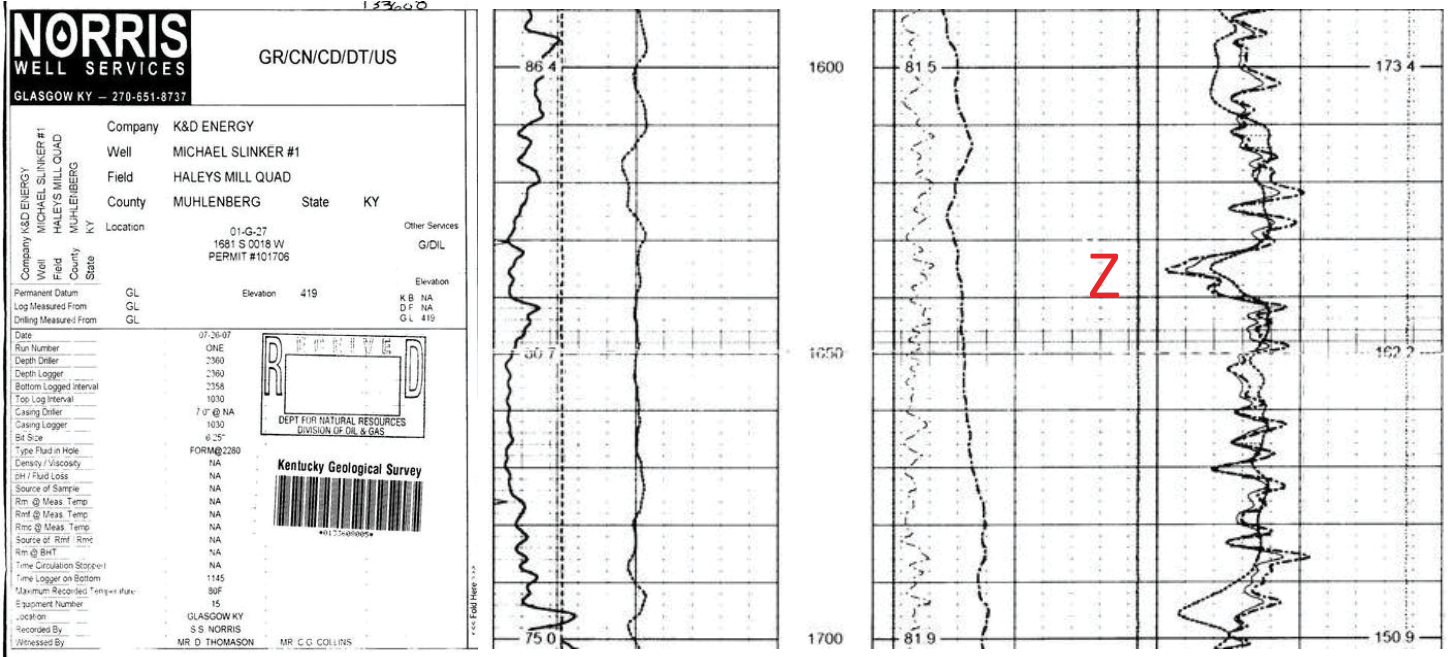 133608
NORRIS
WELL SERVICES
GLASGOW KY — 270-651-8737
GR/CN/CD/DT/US
Company K&D ENERGY
Well MICHAEL SLINKER #1
Field HALEYS MILL QUAD
County MUHLENBERG State KY
Company K&D ENERGY
Well MICHAEL SLINKER #1
Field HALEYS MILL QUAD
County MUHLENBERG
State KY
Location
01-G-27
1681 S 0018 W
PERMIT #101706
Other Services
G/DIL
Elevation
Permanent Datum GL Elevation 419
Log Measured From GL
Drilling Measured From GL
K B NA
D F NA
G L 419
Date 07-26-07
Run Number ONE
Depth Driller 2360
Depth Logger 2360
Bottom Logged Interval 2358
Top Log Interval 1030
Casing Driller 7 0" @ NA
Casing Logger 1030
Bit Size 6.25"
Type Fluid in Hole FORM@2280
Density / Viscosity NA
pH / Fluid Loss NA
Source of Sample NA
Rm @ Meas. Temp NA
Rmf @ Meas. Temp NA
Rmc @ Meas. Temp NA
Source of Rmf Rmc NA
Rm @ BHT NA
Time Circulation Stopped NA
Time Logger on Bottom 1145
Maximum Recorded Temperature 80F
Equipment Number 15
Location GLASGOW KY
Recorded By S.S. NORRIS
Witnessed By MR D THOMASON MR C.G. COLLINS
DEPT FOR NATURAL RESOURCES
DIVISION OF OIL & GAS
Kentucky Geological Survey
<<< Fold Here >>>
86 4
1600
81.5
173 4
Z
80 7
1650
162.2
75 0
1700
81.9
150 9